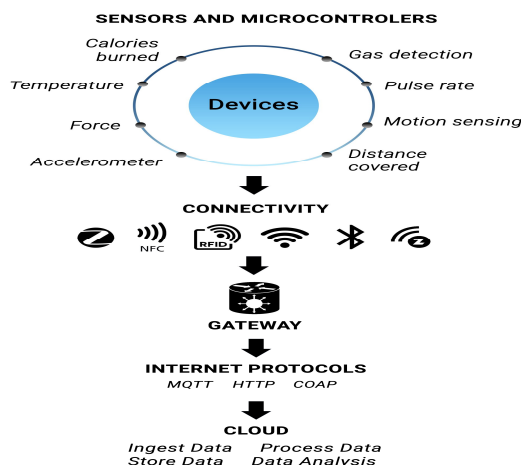 SENSORS AND MICROCONTROLERS
Calories
burned
Gas detection
Temperature
Pulse rate
Devices
Force
Motion sensing
Accelerometer
Distance
covered
CONNECTIVITY
NFC
RFID
Z
GATEWAY
INTERNET PROTOCOLS
MQTT HTTP COAP
CLOUD
Ingest Data Process Data
Store Data Data Analysis